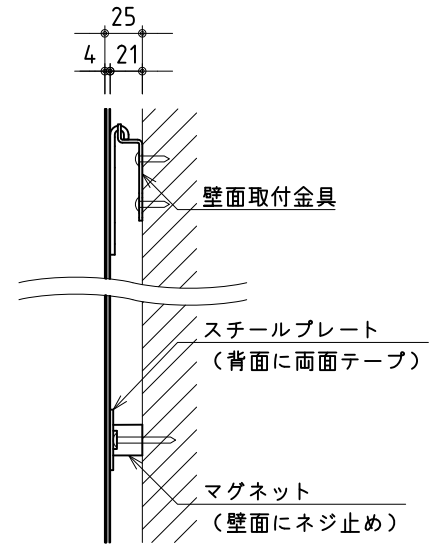 25
4 21
壁面取付金具
スチールプレート
（背面に両面テープ）
マグネット
（壁面にネジ止め）